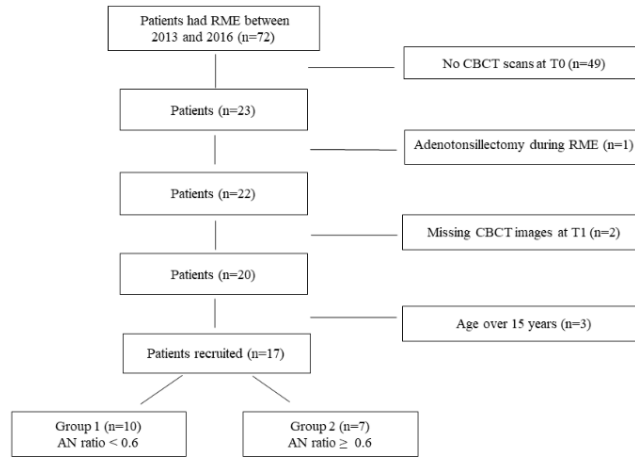 Patients had RME between
2013 and 2016 (n=72)
No CBCT scans at T0 (n=49)
Patients (n=23)
Adenotonsillectomy during RME (n=1)
Patients (n=22)
Missing CBCT images at T1 (n=2)
Patients (n=20)
Age over 15 years (n=3)
Patients recruited (n=17)
Group 1 (n=10)
AN ratio < 0.6
Group 2 (n=7)
AN ratio ≥ 0.6